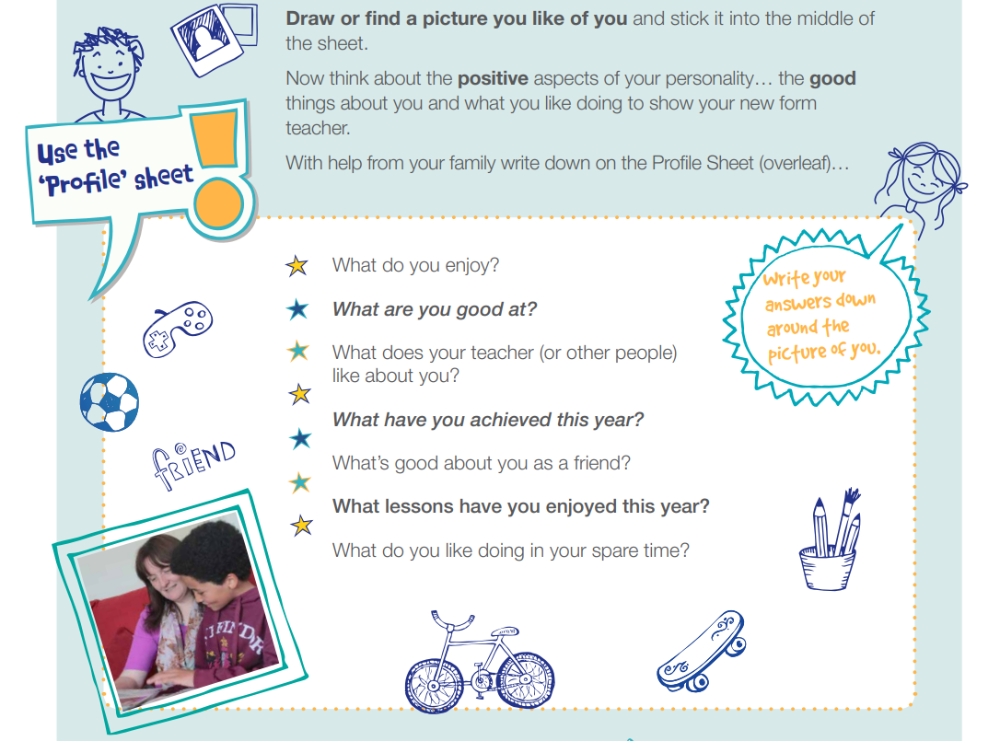 Draw or find a picture you like of you and stick it into the middle of
the sheet.
Now think about the positive aspects of your personality… the good
things about you and what you like doing to show your new form
teacher.
With help from your family write down on the Profile Sheet (overleaf)…
Use the
‘Profile’ sheet
!
What do you enjoy?
What are you good at?
What does your teacher (or other people)
like about you?
What have you achieved this year?
What’s good about you as a friend?
What lessons have you enjoyed this year?
What do you like doing in your spare time?
Write your
answers down
around the
picture of you.
FRiEND